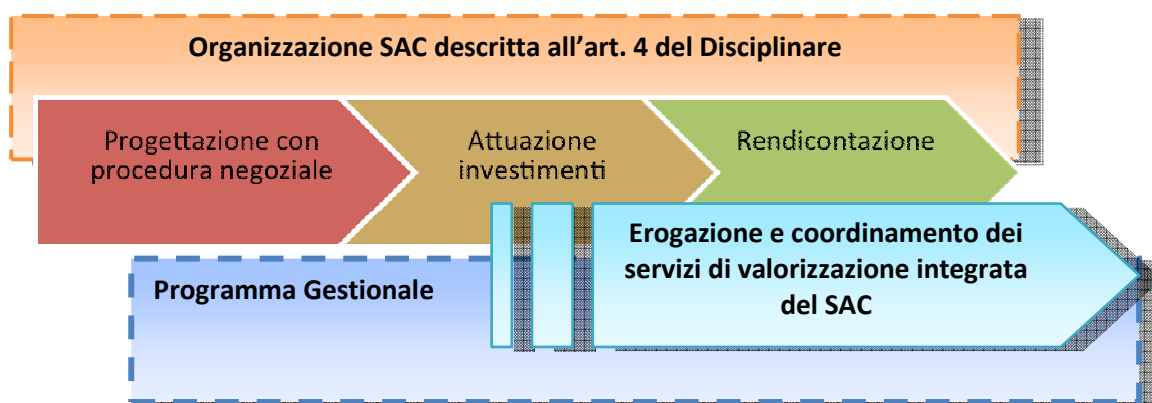 Organizzazione SAC descritta all’art. 4 del Disciplinare
Progettazione con
procedura negoziale
Attuazione
investimenti
Rendicontazione
Erogazione e coordinamento dei
servizi di valorizzazione integrata
del SAC
Programma Gestionale